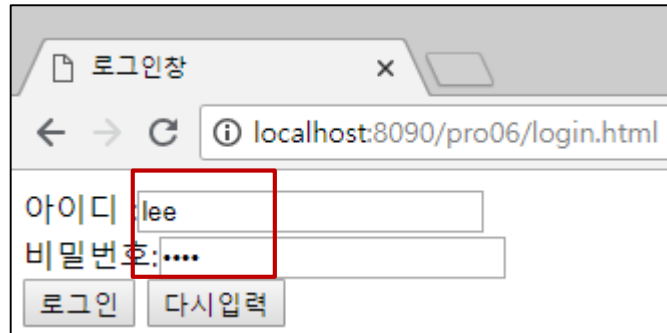 로그인창
localhost:8090/pro06/login.html
아이디 :lee
비밀번호:••••
로그인 다시입력